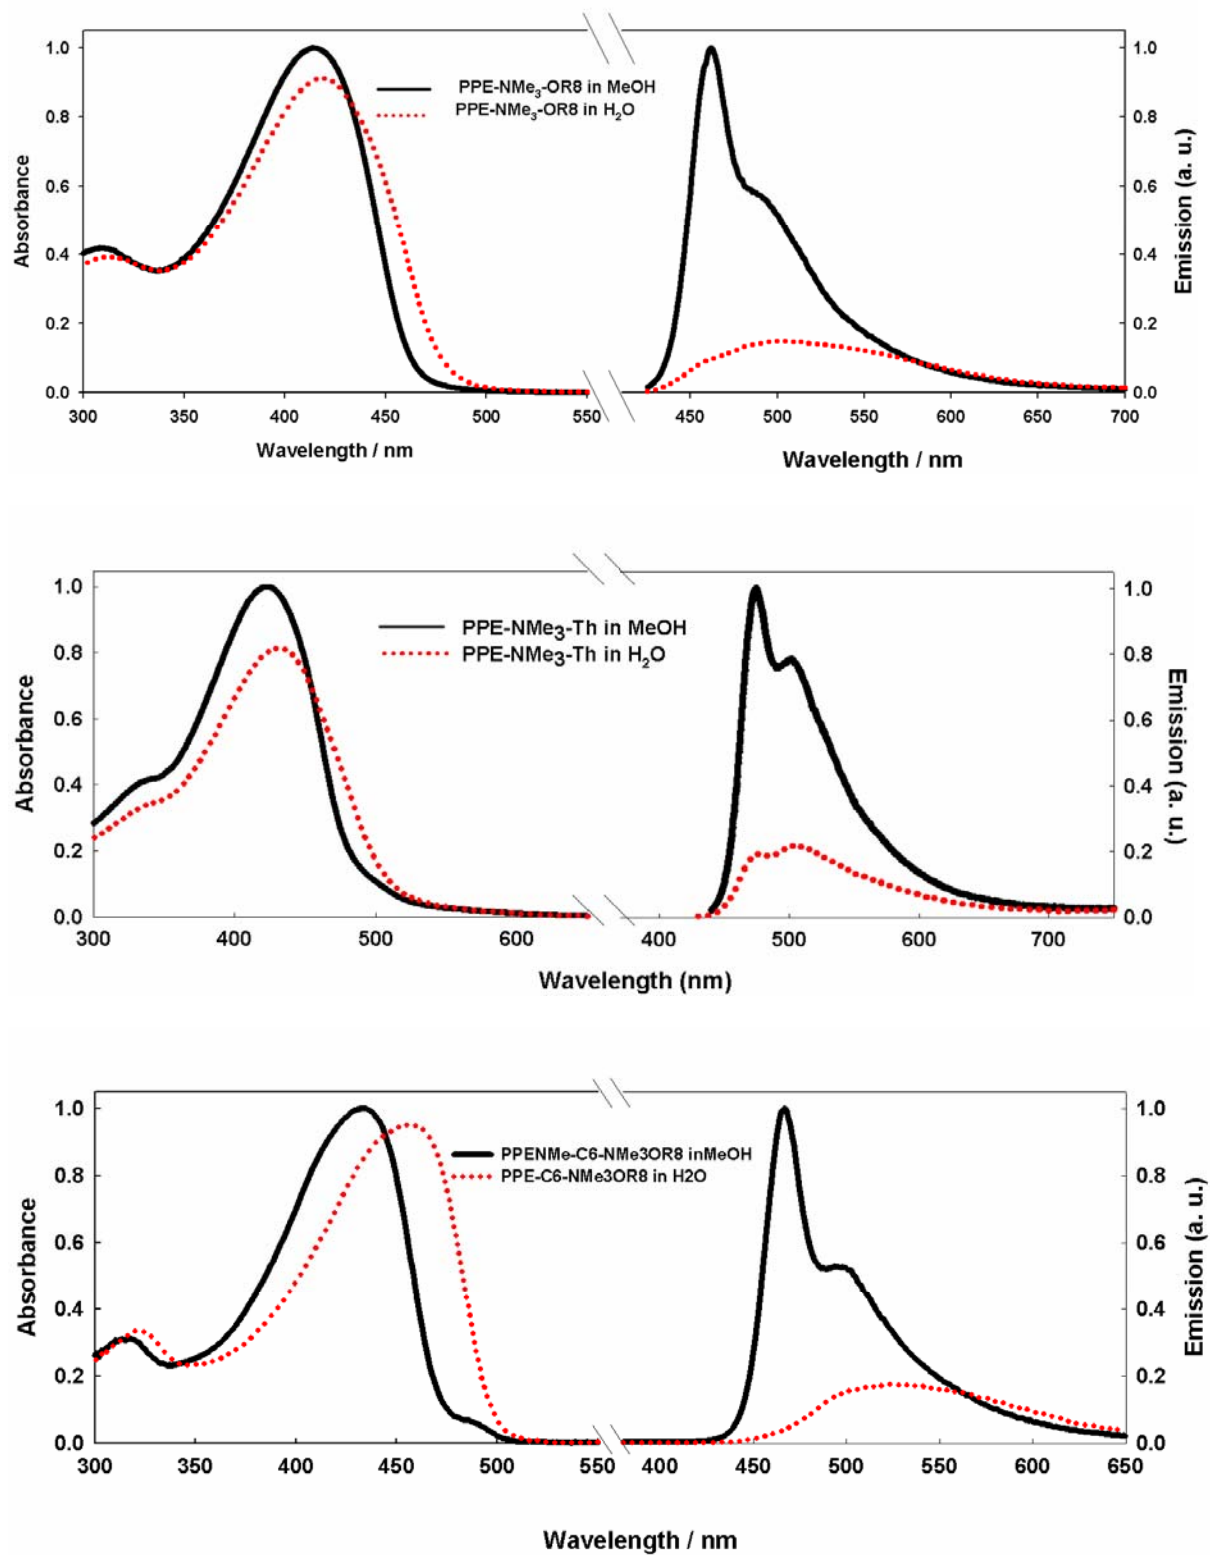 1.0
0.8
0.6
0.4
0.2
0.0
Absorbance
PPE-NMe3-OR8 in MeOH
PPE-NMe3-OR8 in H2O
1.0
0.8
0.6
0.4
0.2
0.0
Emission (a. u.)
300 350 400 450 500 550
450 500 550 600 650 700
Wavelength / nm
Wavelength / nm
1.0
0.8
0.6
0.4
0.2
0.0
Absorbance
PPE-NMe3-Th in MeOH
PPE-NMe3-Th in H2O
1.0
0.8
0.6
0.4
0.2
0.0
Emission (a. u.)
300 400 500 600
400 500 600 700
Wavelength (nm)
1.0
0.8
0.6
0.4
0.2
0.0
Absorbance
PPENMe-C6-NMe3OR8 inMeOH
PPE-C6-NMe3OR8 in H2O
1.0
0.8
0.6
0.4
0.2
0.0
Emission (a. u.)
300 350 400 450 500 550
400 450 500 550 600 650
Wavelength / nm